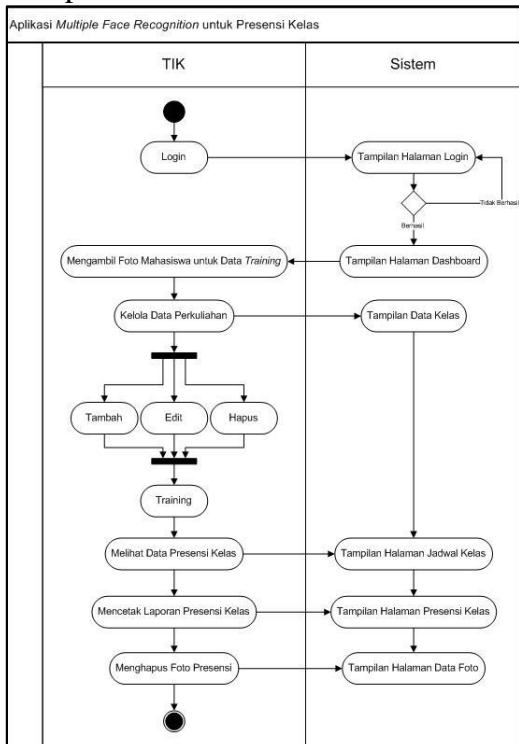 Aplikasi Multiple Face Recognition untuk Presensi Kelas
TIK
Sistem
Login
Tampilan Halaman Login
Tidak Berhasil
Berhasil
Mengambil Foto Mahasiswa untuk Data Training
Tampilan Halaman Dashboard
Kelola Data Perkuliahan
Tampilan Data Kelas
Tambah
Edit
Hapus
Training
Melihat Data Presensi Kelas
Tampilan Halaman Jadwal Kelas
Mencetak Laporan Presensi Kelas
Tampilan Halaman Presensi Kelas
Menghapus Foto Presensi
Tampilan Halaman Data Foto